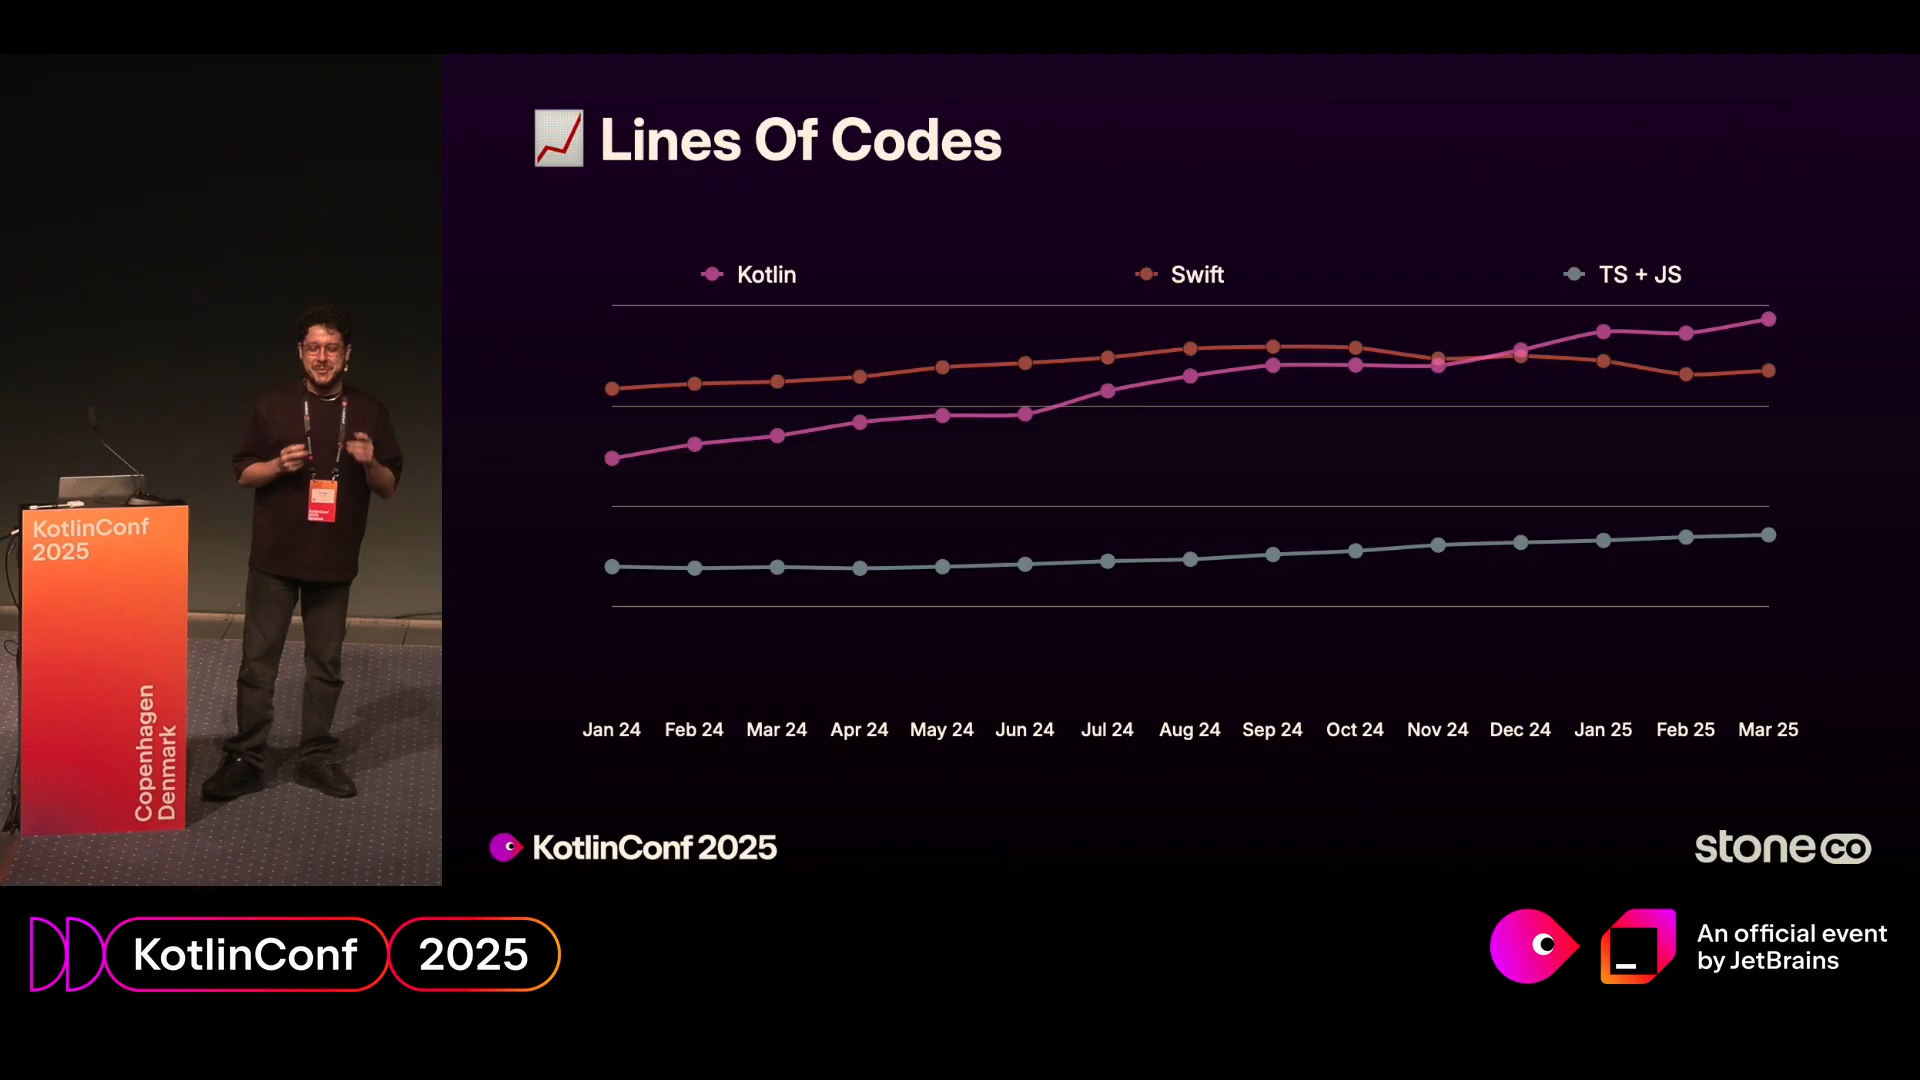 Lines Of Codes
Kotlin
Swift
TS + JS
Jan 24
Feb 24
Mar 24
Apr 24
May 24
Jun 24
Jul 24
Aug 24
Sep 24
Oct 24
Nov 24
Dec 24
Jan 25
Feb 25
Mar 25
KotlinConf 2025
stoneco
KotlinConf
2025
Copenhagen
Denmark
KotlinConf
2025
An official event
by JetBrains